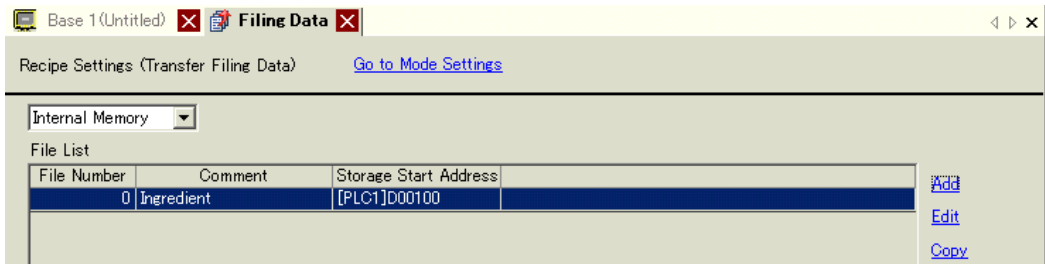 Base 1(Untitled) Filing Data
Recipe Settings (Transfer Filing Data) Go to Mode Settings
Internal Memory
File List
File Number Comment Storage Start Address
0 Ingredient [PLC1]D00100
Add
Edit
Copy